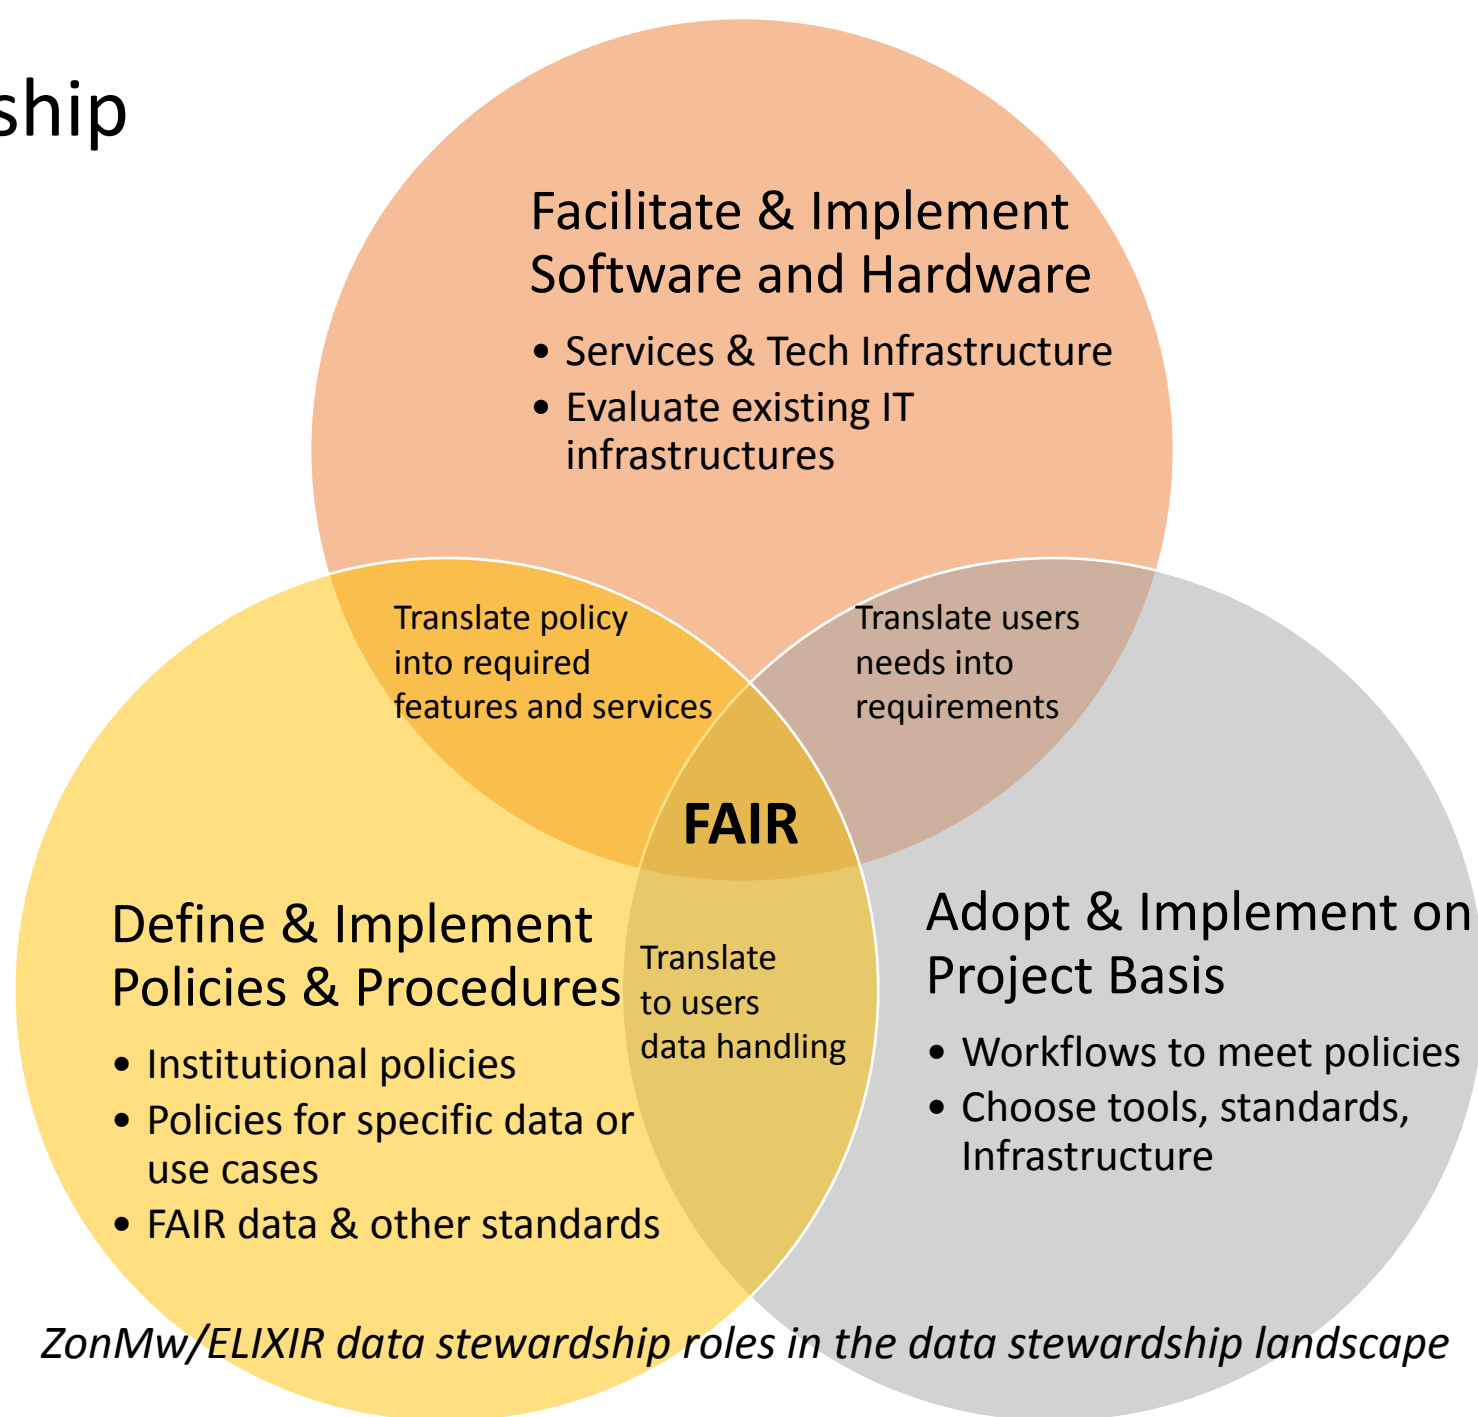 ship
Facilitate & Implement
Software and Hardware
• Services & Tech Infrastructure
• Evaluate existing IT
infrastructures
Translate policy
into required
features and services
Translate users
needs into
requirements
FAIR
Define & Implement
Policies & Procedures
• Institutional policies
• Policies for specific data or
use cases
• FAIR data & other standards
Translate
to users
data handling
Adopt & Implement on
Project Basis
• Workflows to meet policies
• Choose tools, standards,
Infrastructure
ZonMw/ELIXIR data stewardship roles in the data stewardship landscape